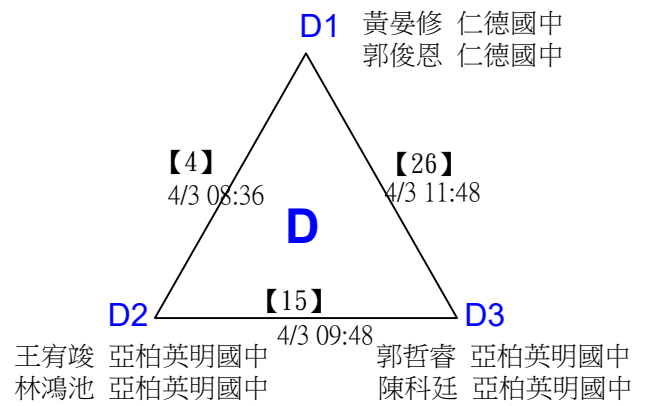 D1 黃晏修 仁德國中
郭俊恩 仁德國中
【4】
4/3 08:36
【26】
4/3 11:48
D
【15】
4/3 09:48
D2
D3
王宥竣 亞柏英明國中
林鴻池 亞柏英明國中
郭哲睿 亞柏英明國中
陳科廷 亞柏英明國中